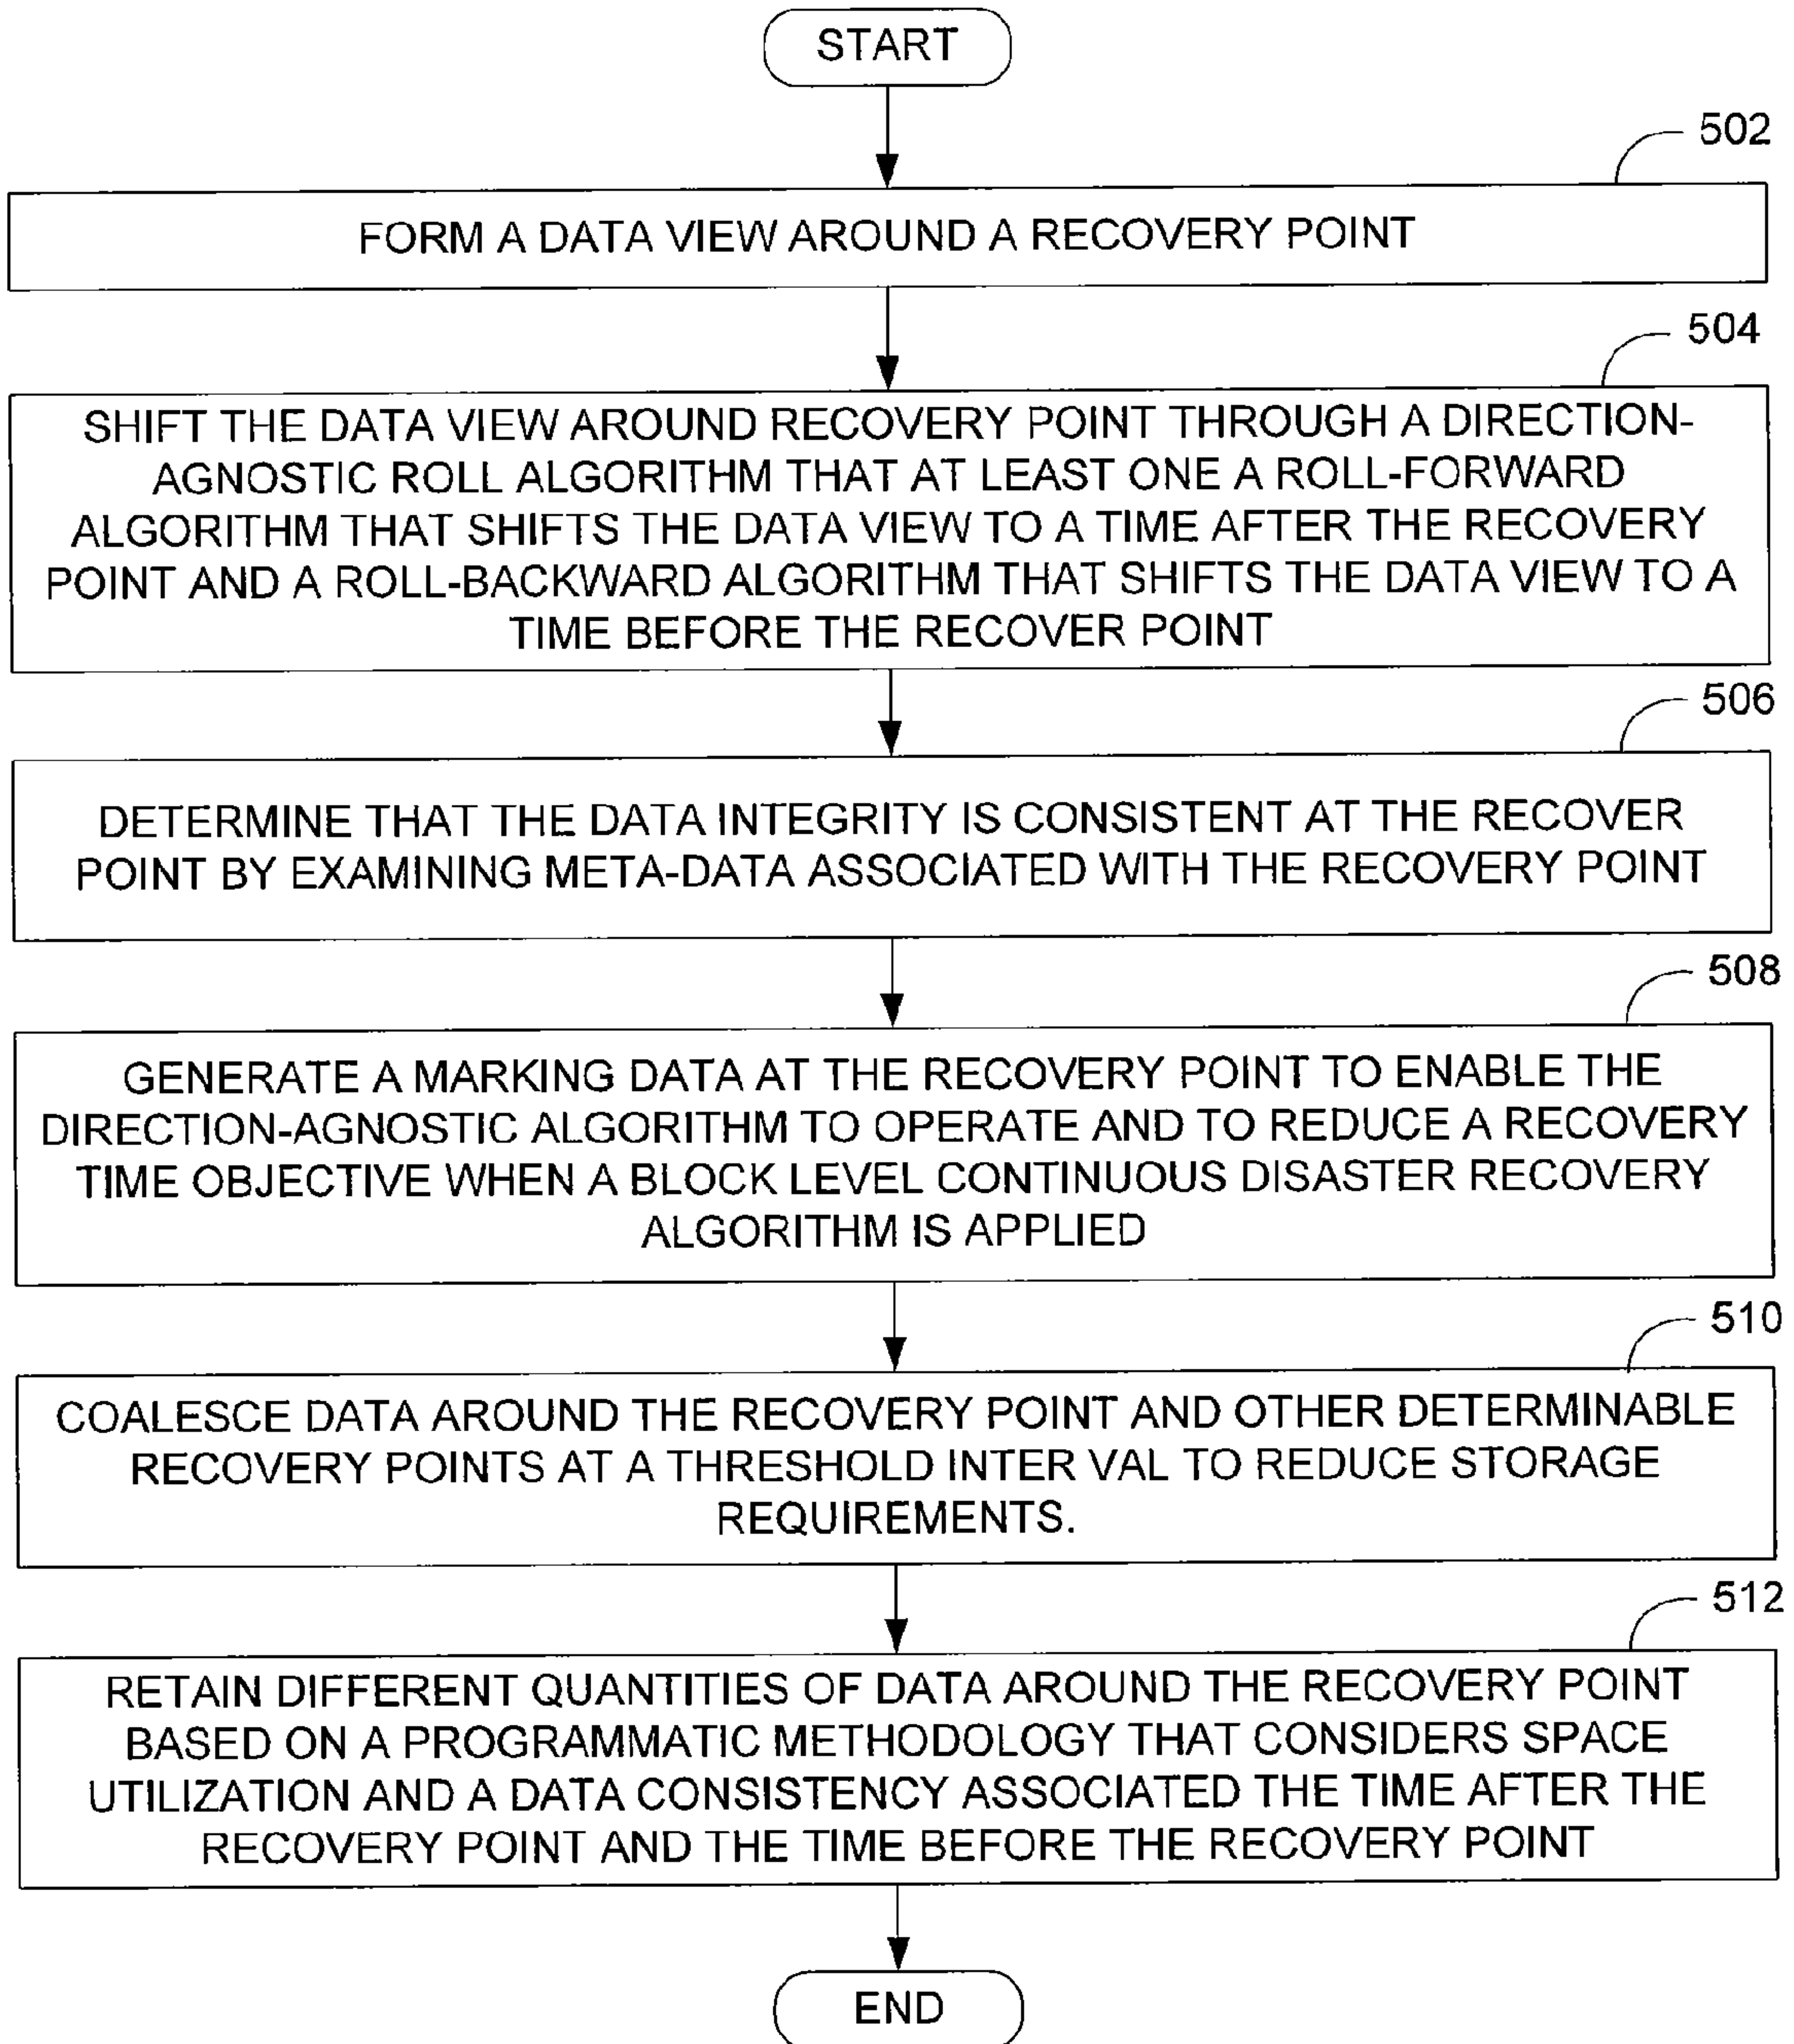 START
502
FORM A DATA VIEW AROUND A RECOVERY POINT
504
SHIFT THE DATA VIEW AROUND RECOVERY POINT THROUGH A DIRECTION-
AGNOSTIC ROLL ALGORITHM THAT AT LEAST ONE A ROLL-FORWARD
ALGORITHM THAT SHIFTS THE DATA VIEW TO A TIME AFTER THE RECOVERY
POINT AND A ROLL-BACKWARD ALGORITHM THAT SHIFTS THE DATA VIEW TO A
TIME BEFORE THE RECOVER POINT
506
DETERMINE THAT THE DATA INTEGRITY IS CONSISTENT AT THE RECOVER
POINT BY EXAMINING META-DATA ASSOCIATED WITH THE RECOVERY POINT
508
GENERATE A MARKING DATA AT THE RECOVERY POINT TO ENABLE THE
DIRECTION-AGNOSTIC ALGORITHM TO OPERATE AND TO REDUCE A RECOVERY
TIME OBJECTIVE WHEN A BLOCK LEVEL CONTINUOUS DISASTER RECOVERY
ALGORITHM IS APPLIED
510
COALESCE DATA AROUND THE RECOVERY POINT AND OTHER DETERMINABLE
RECOVERY POINTS AT A THRESHOLD INTER VAL TO REDUCE STORAGE
REQUIREMENTS.
512
RETAIN DIFFERENT QUANTITIES OF DATA AROUND THE RECOVERY POINT
BASED ON A PROGRAMMATIC METHODOLOGY THAT CONSIDERS SPACE
UTILIZATION AND A DATA CONSISTENCY ASSOCIATED THE TIME AFTER THE
RECOVERY POINT AND THE TIME BEFORE THE RECOVERY POINT
END